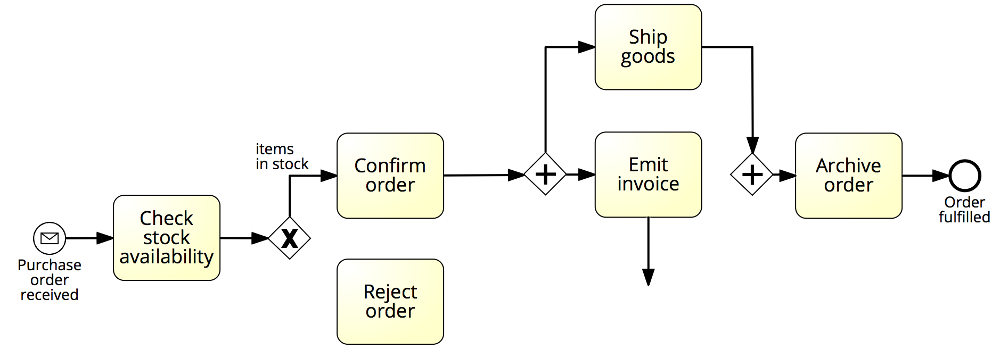 Purchase
order
received
Check
stock
availability
X
items
in stock
Confirm
order
Reject
order
Ship
goods
Emit
invoice
Archive
order
Order
fulfilled